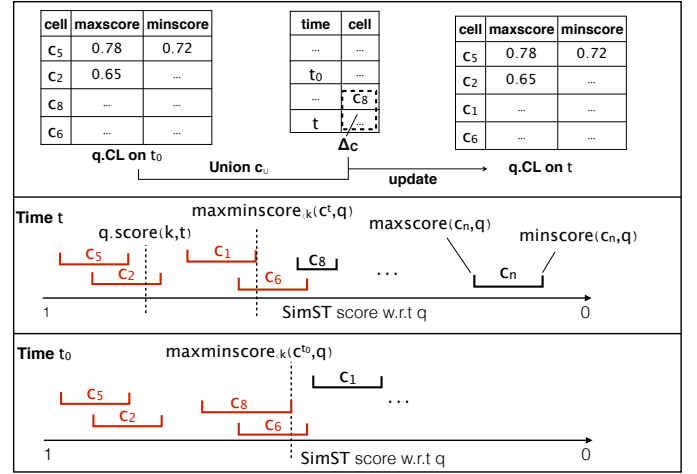 cell maxscore minscore
c₅ 0.78 0.72
c₂ 0.65 ...
c₈ ... ...
c₆ ... ...
q.CL on t₀
time cell
... ...
t₀ ...
... c₈
t ...
Δc
cell maxscore minscore
c₅ 0.78 0.72
c₂ 0.65 ...
c₁ ... ...
c₆ ... ...
q.CL on t
Union c∪
update
Time t
q.score(k,t)
maxminscore‹k(cᵗ,q)
maxscore(cₙ,q)
minscore(cₙ,q)
c₅ c₂ c₁ c₆ c₈ ... cₙ
1 SimST score w.r.t q 0
Time t₀
maxminscore‹k(cᵗ⁰,q)
c₅ c₂ c₈ c₆ c₁ ...
1 SimST score w.r.t q 0